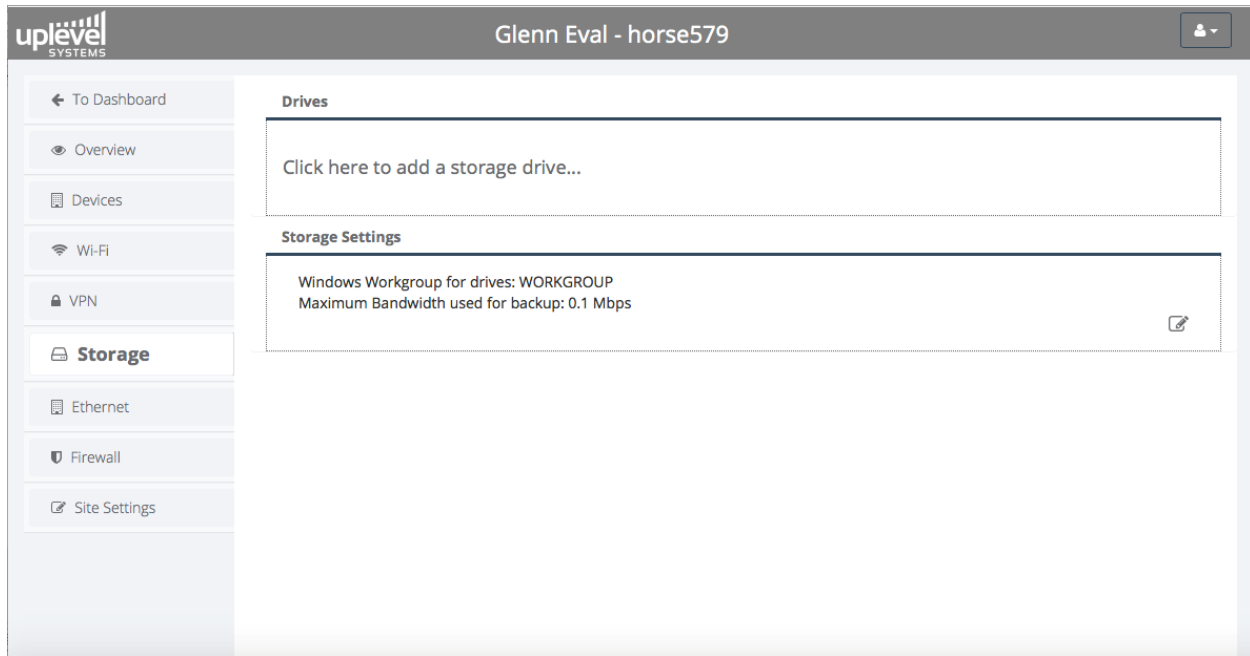 uplevel
SYSTEMS
Glenn Eval - horse579
To Dashboard
Overview
Devices
Wi-Fi
VPN
Storage
Ethernet
Firewall
Site Settings
Drives
Click here to add a storage drive...
Storage Settings
Windows Workgroup for drives: WORKGROUP
Maximum Bandwidth used for backup: 0.1 Mbps